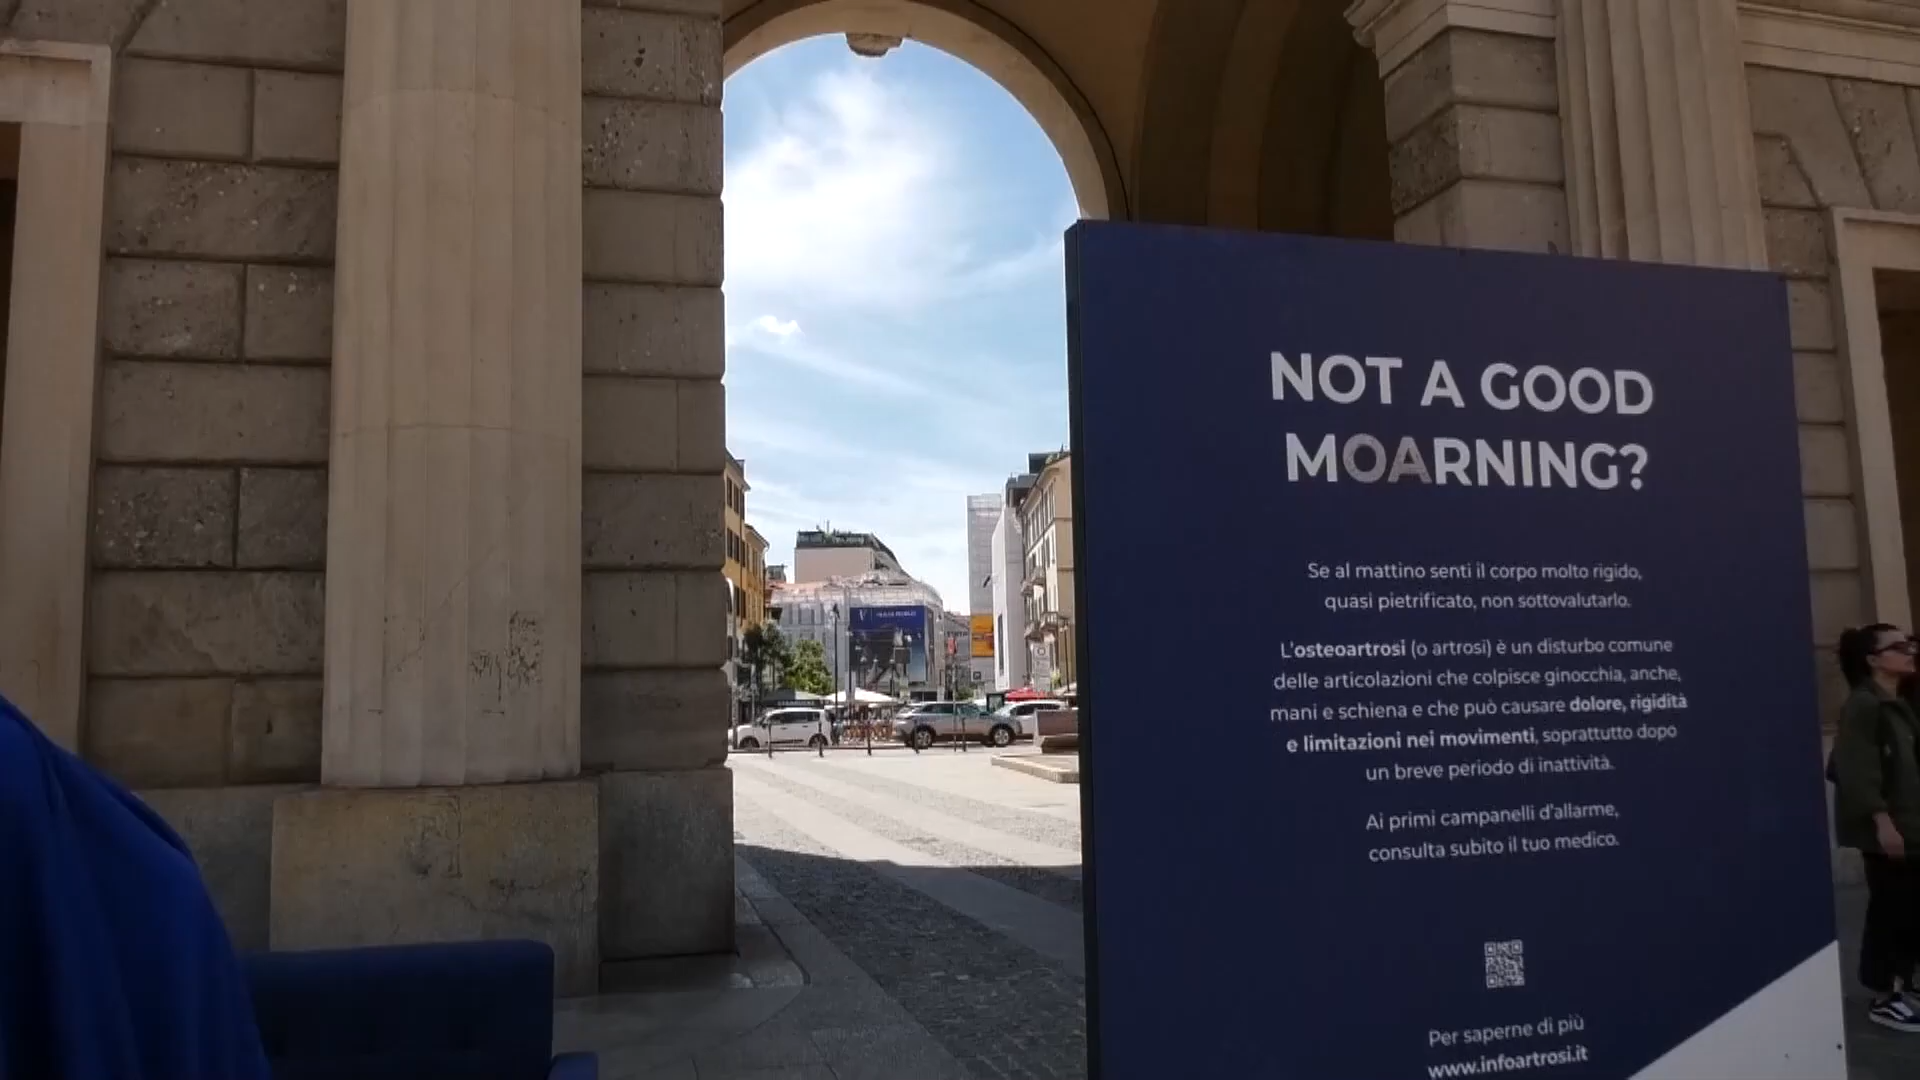 NOT A GOOD
MOARNING?
Se al mattino senti il corpo molto rigido,
quasi pietrificato, non sottovalutarlo.
L'osteoartrosi (o artrosi) è un disturbo comune
delle articolazioni che colpisce ginocchia, anche,
mani e schiena e che può causare dolore, rigidità
e limitazioni nei movimenti, soprattutto dopo
un breve periodo di inattività.
Ai primi campanelli d'allarme,
consulta subito il tuo medico.
Per saperne di più
www.infoartrosi.it